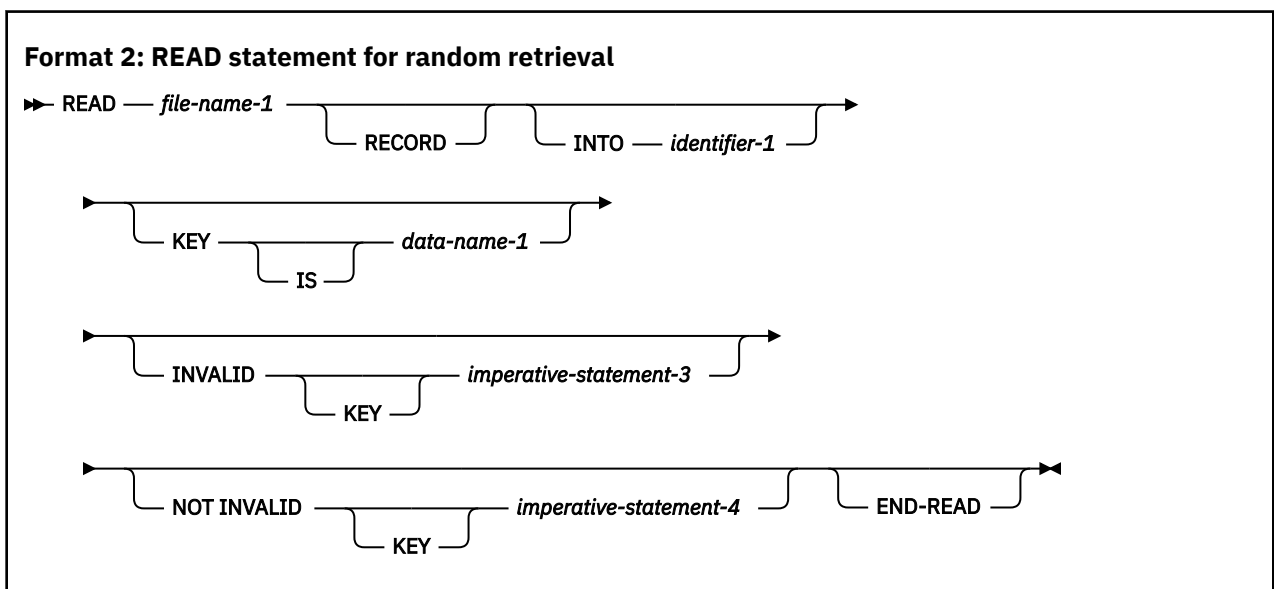 Format 2: READ statement for random retrieval
READ file-name-1
RECORD INTO identifier-1
KEY data-name-1
IS
INVALID imperative-statement-3
KEY
NOT INVALID imperative-statement-4 END-READ
KEY